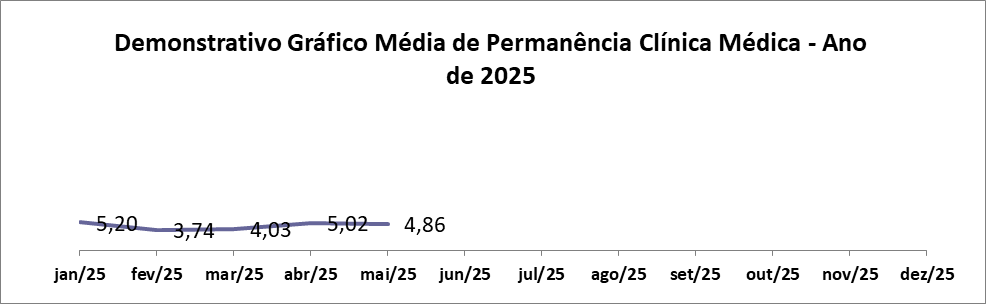 Demonstrativo Gráfico Média de Permanência Clínica Médica - Ano
de 2025
5,20 3,74 4,03 5,02 4,86
jan/25 fev/25 mar/25 abr/25 mai/25 jun/25 jul/25 ago/25 set/25 out/25 nov/25 dez/25